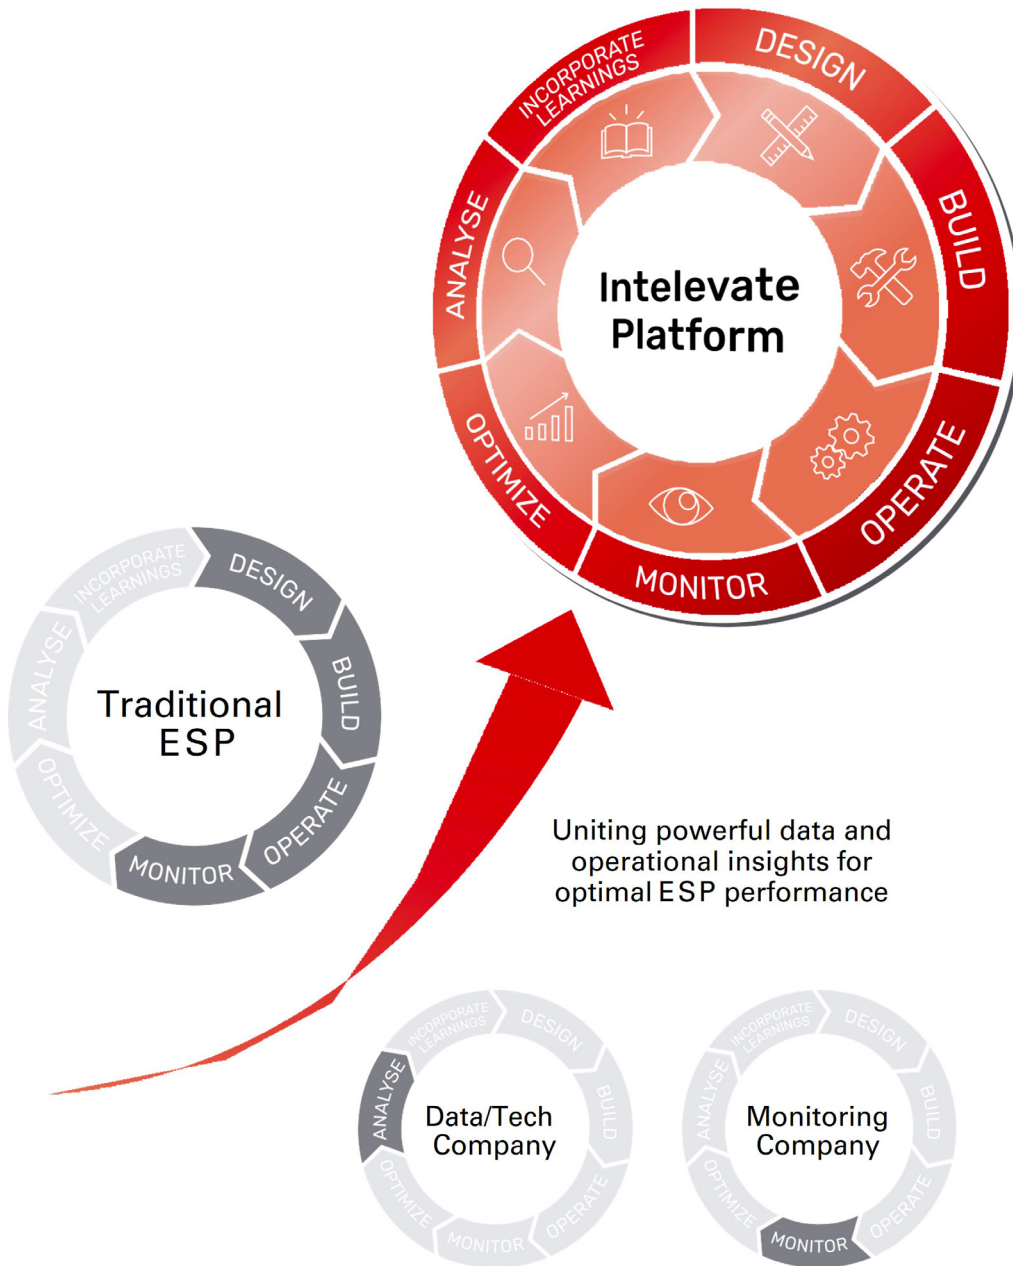 INCORPORATE
LEARNINGS
DESIGN
BUILD
OPERATE
MONITOR
OPTIMIZE
ANALYSE
Intelevate
Platform
INCORPORATE
LEARNINGS
DESIGN
BUILD
OPERATE
MONITOR
OPTIMIZE
ANALYSE
Traditional
ESP
Uniting powerful data and
operational insights for
optimal ESP performance
INCORPORATE
LEARNINGS
DESIGN
BUILD
OPERATE
MONITOR
OPTIMIZE
ANALYSE
Data/Tech
Company
INCORPORATE
LEARNINGS
DESIGN
BUILD
OPERATE
MONITOR
OPTIMIZE
ANALYSE
Monitoring
Company